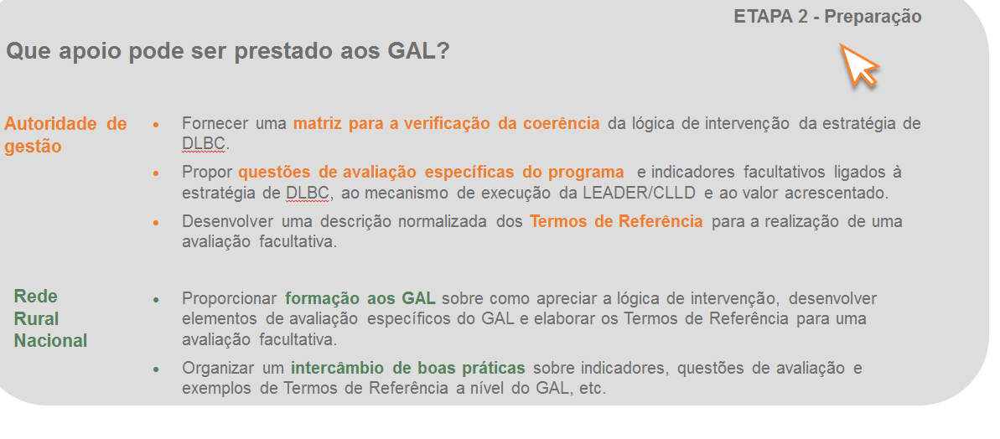 ETAPA 2 - Preparação
Que apoio pode ser prestado aos GAL?
Autoridade de
gestão
• Fornecer uma matriz para a verificação da coerência da lógica de intervenção da estratégia de
DLBC.
• Propor questões de avaliação específicas do programa e indicadores facultativos ligados à
estratégia de DLBC, ao mecanismo de execução da LEADER/CLLD e ao valor acrescentado.
• Desenvolver uma descrição normalizada dos Termos de Referência para a realização de uma
avaliação facultativa.
Rede
Rural
Nacional
• Proporcionar formação aos GAL sobre como apreciar a lógica de intervenção, desenvolver
elementos de avaliação específicos do GAL e elaborar os Termos de Referência para uma
avaliação facultativa.
• Organizar um intercâmbio de boas práticas sobre indicadores, questões de avaliação e
exemplos de Termos de Referência a nível do GAL, etc.